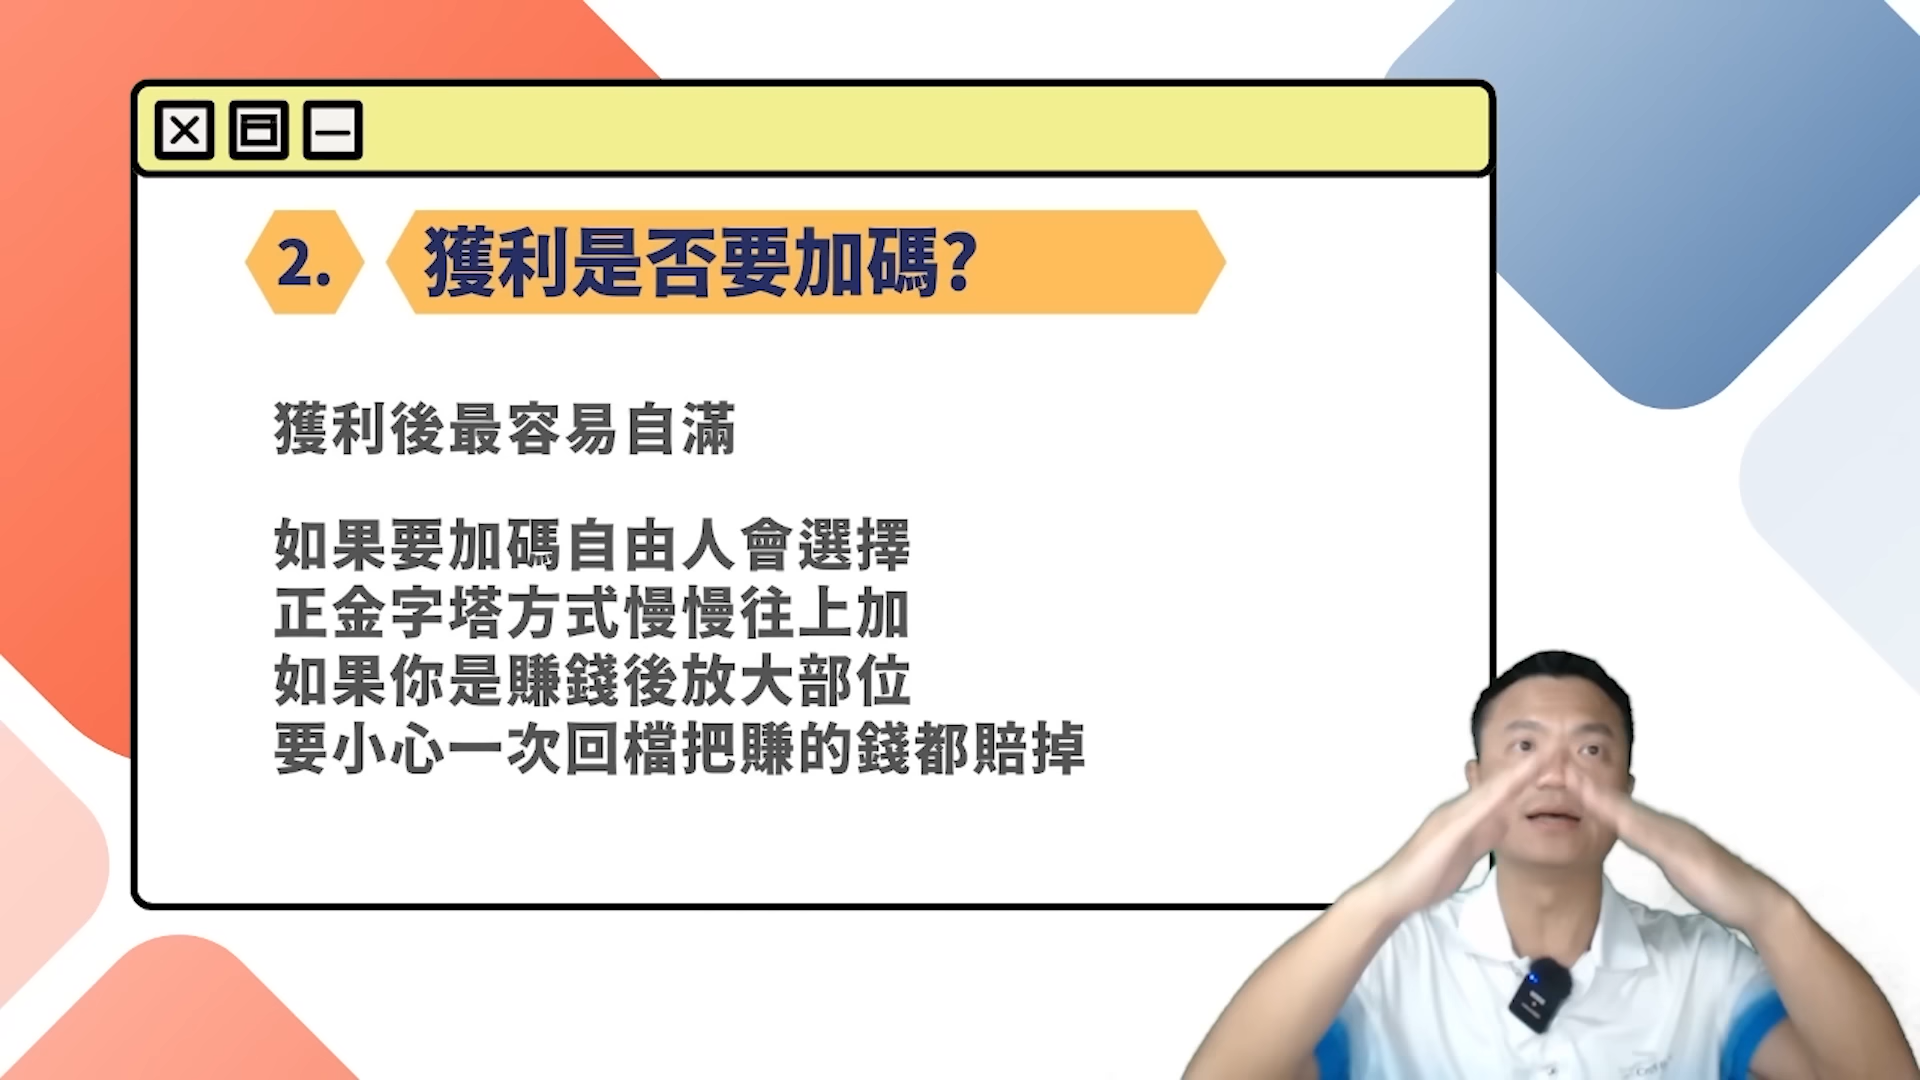 2. 獲利是否要加碼?
獲利後最容易自滿
如果要加碼自由人會選擇
正金字塔方式慢慢往上加
如果你是賺錢後放大部位
要小心一次回檔把賺的錢都賠掉